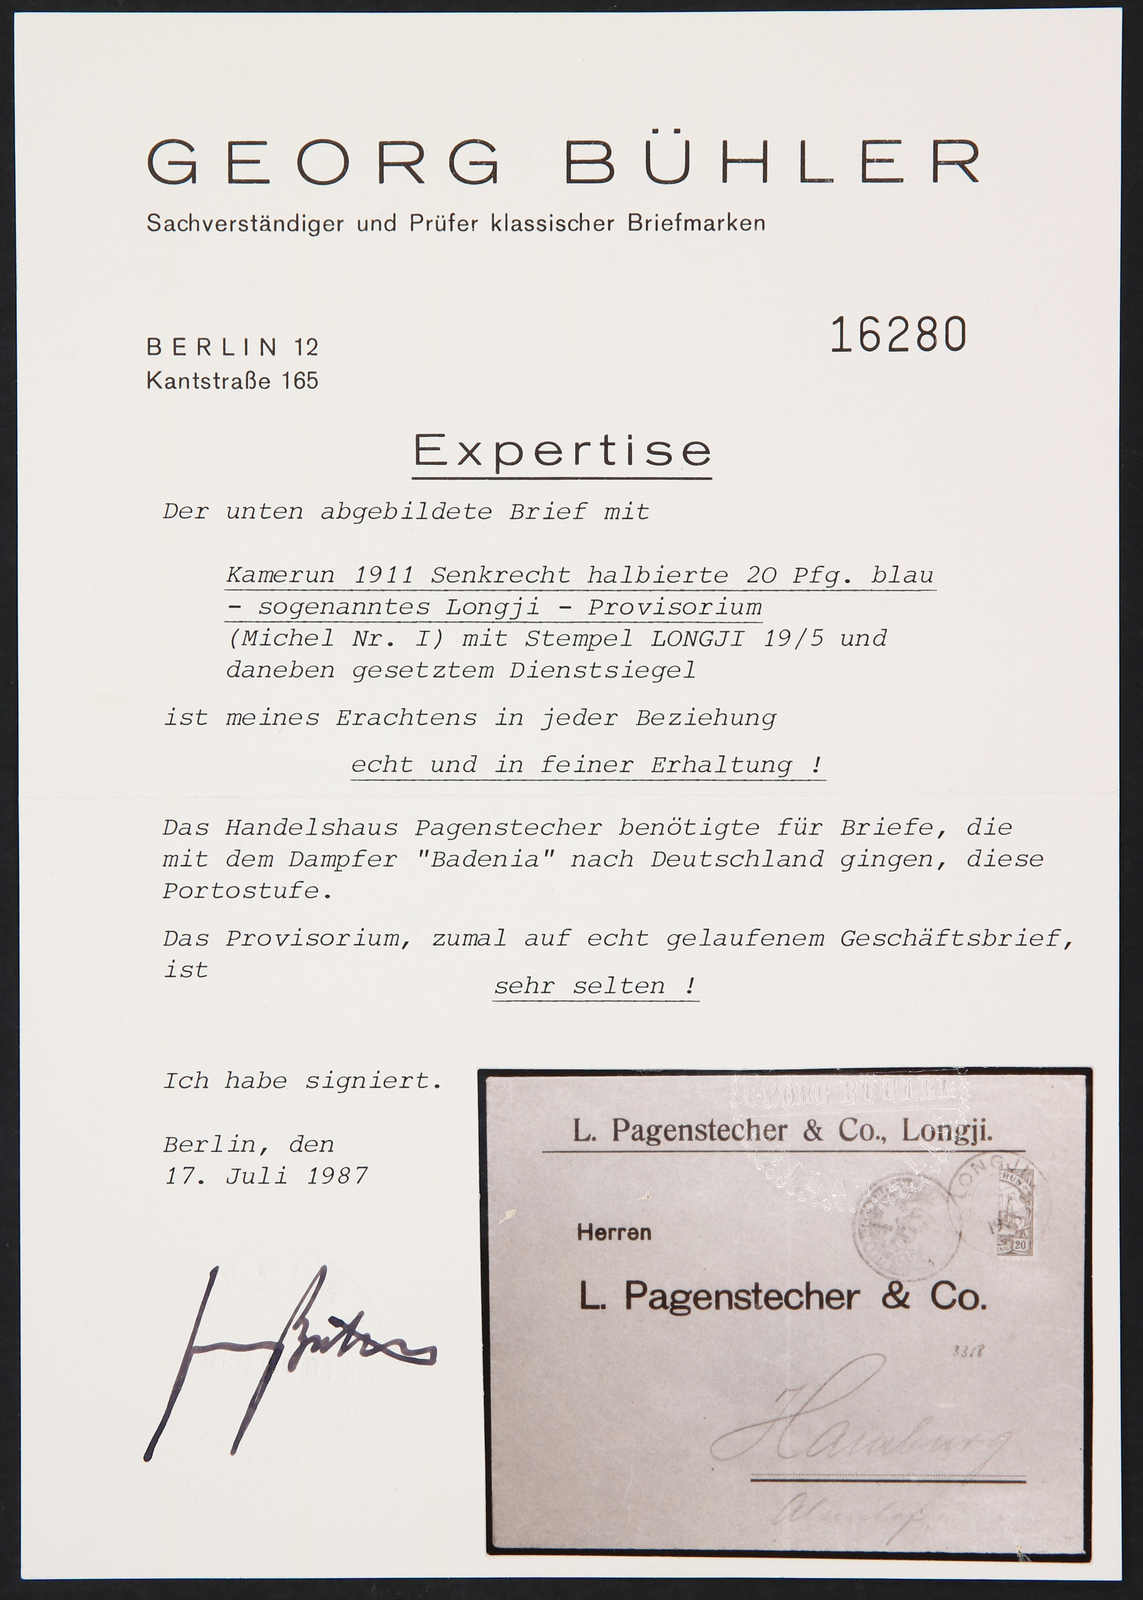 GEORG BÜHLER
Sachverständiger und Prüfer klassischer Briefmarken
BERLIN 12
Kantstraße 165
16280
Expertise
Der unten abgebildete Brief mit
Kamerun 1911 Senkrecht halbierte 20 Pfg. blau
- sogenanntes Longji - Provisorium
(Michel Nr. I) mit Stempel LONGJI 19/5 und
daneben gesetztem Dienstsiegel
ist meines Erachtens in jeder Beziehung
echt und in feiner Erhaltung !
Das Handelshaus Pagenstecher benötigte für Briefe, die
mit dem Dampfer "Badenia" nach Deutschland gingen, diese
Portostufe.
Das Provisorium, zumal auf echt gelaufenem Geschäftsbrief,
ist
sehr selten !
Ich habe signiert.
Berlin, den
17. Juli 1987
L. Pagenstecher & Co., Longji.
LONGJI
20
Herren
L. Pagenstecher & Co.
3358
Hamburg